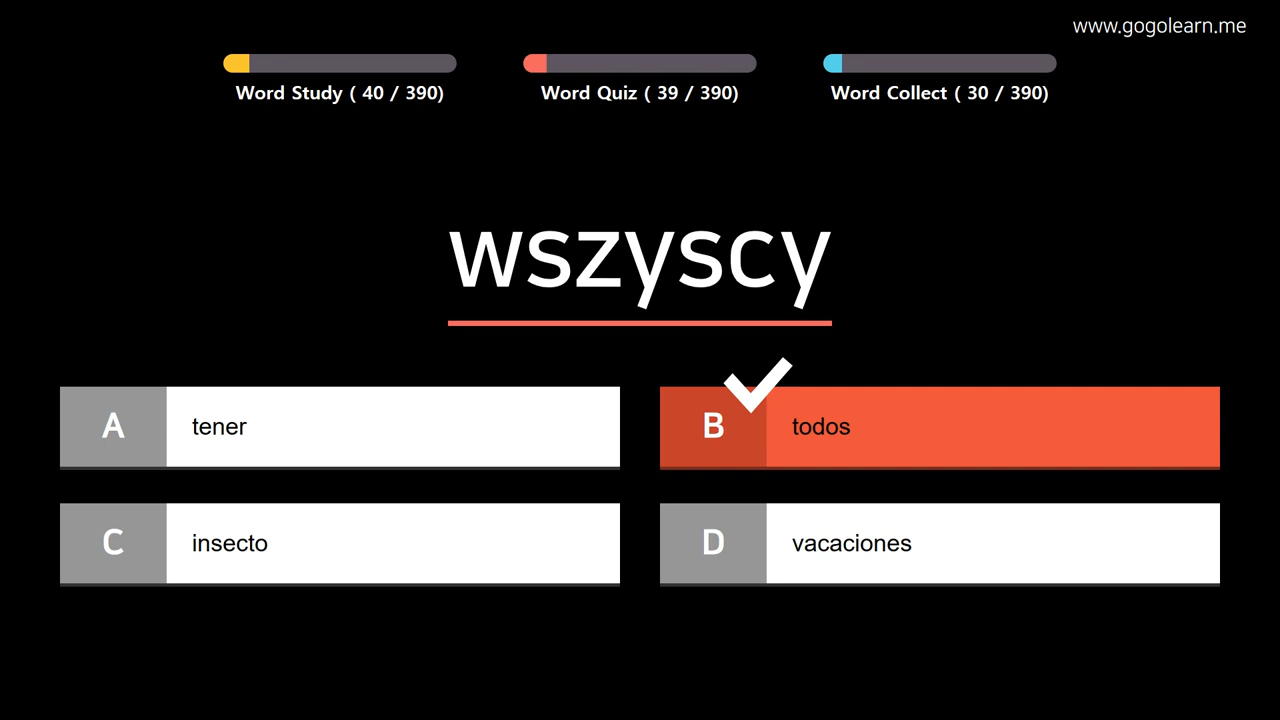 www.gogolearn.me
Word Study ( 40 / 390)
Word Quiz ( 39 / 390)
Word Collect ( 30 / 390)
wszyscy
A tener
B todos
C insecto
D vacaciones